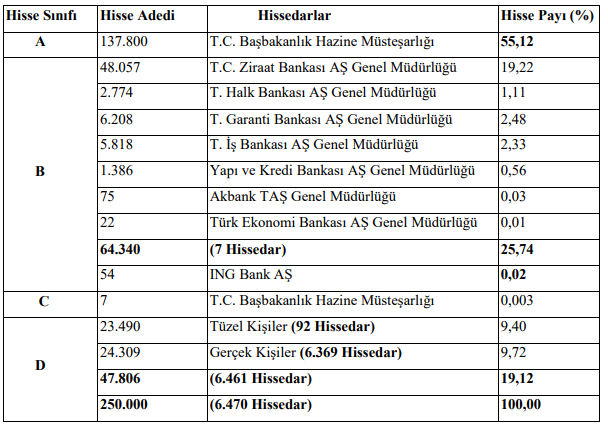 Hisse Sınıfı Hisse Adedi Hissedarlar Hisse Payı (%)
A 137.800 T.C. Başbakanlık Hazine Müsteşarlığı 55,12
48.057 T.C. Ziraat Bankası AŞ Genel Müdürlüğü 19,22
2.774 T. Halk Bankası AŞ Genel Müdürlüğü 1,11
6.208 T. Garanti Bankası AŞ Genel Müdürlüğü 2,48
5.818 T. İş Bankası AŞ Genel Müdürlüğü 2,33
B 1.386 Yapı ve Kredi Bankası AŞ Genel Müdürlüğü 0,56
75 Akbank TAŞ Genel Müdürlüğü 0,03
22 Türk Ekonomi Bankası AŞ Genel Müdürlüğü 0,01
64.340 (7 Hissedar) 25,74
54 ING Bank AŞ 0,02
C 7 T.C. Başbakanlık Hazine Müsteşarlığı 0,003
23.490 Tüzel Kişiler (92 Hissedar) 9,40
24.309 Gerçek Kişiler (6.369 Hissedar) 9,72
D 47.806 (6.461 Hissedar) 19,12
250.000 (6.470 Hissedar) 100,00